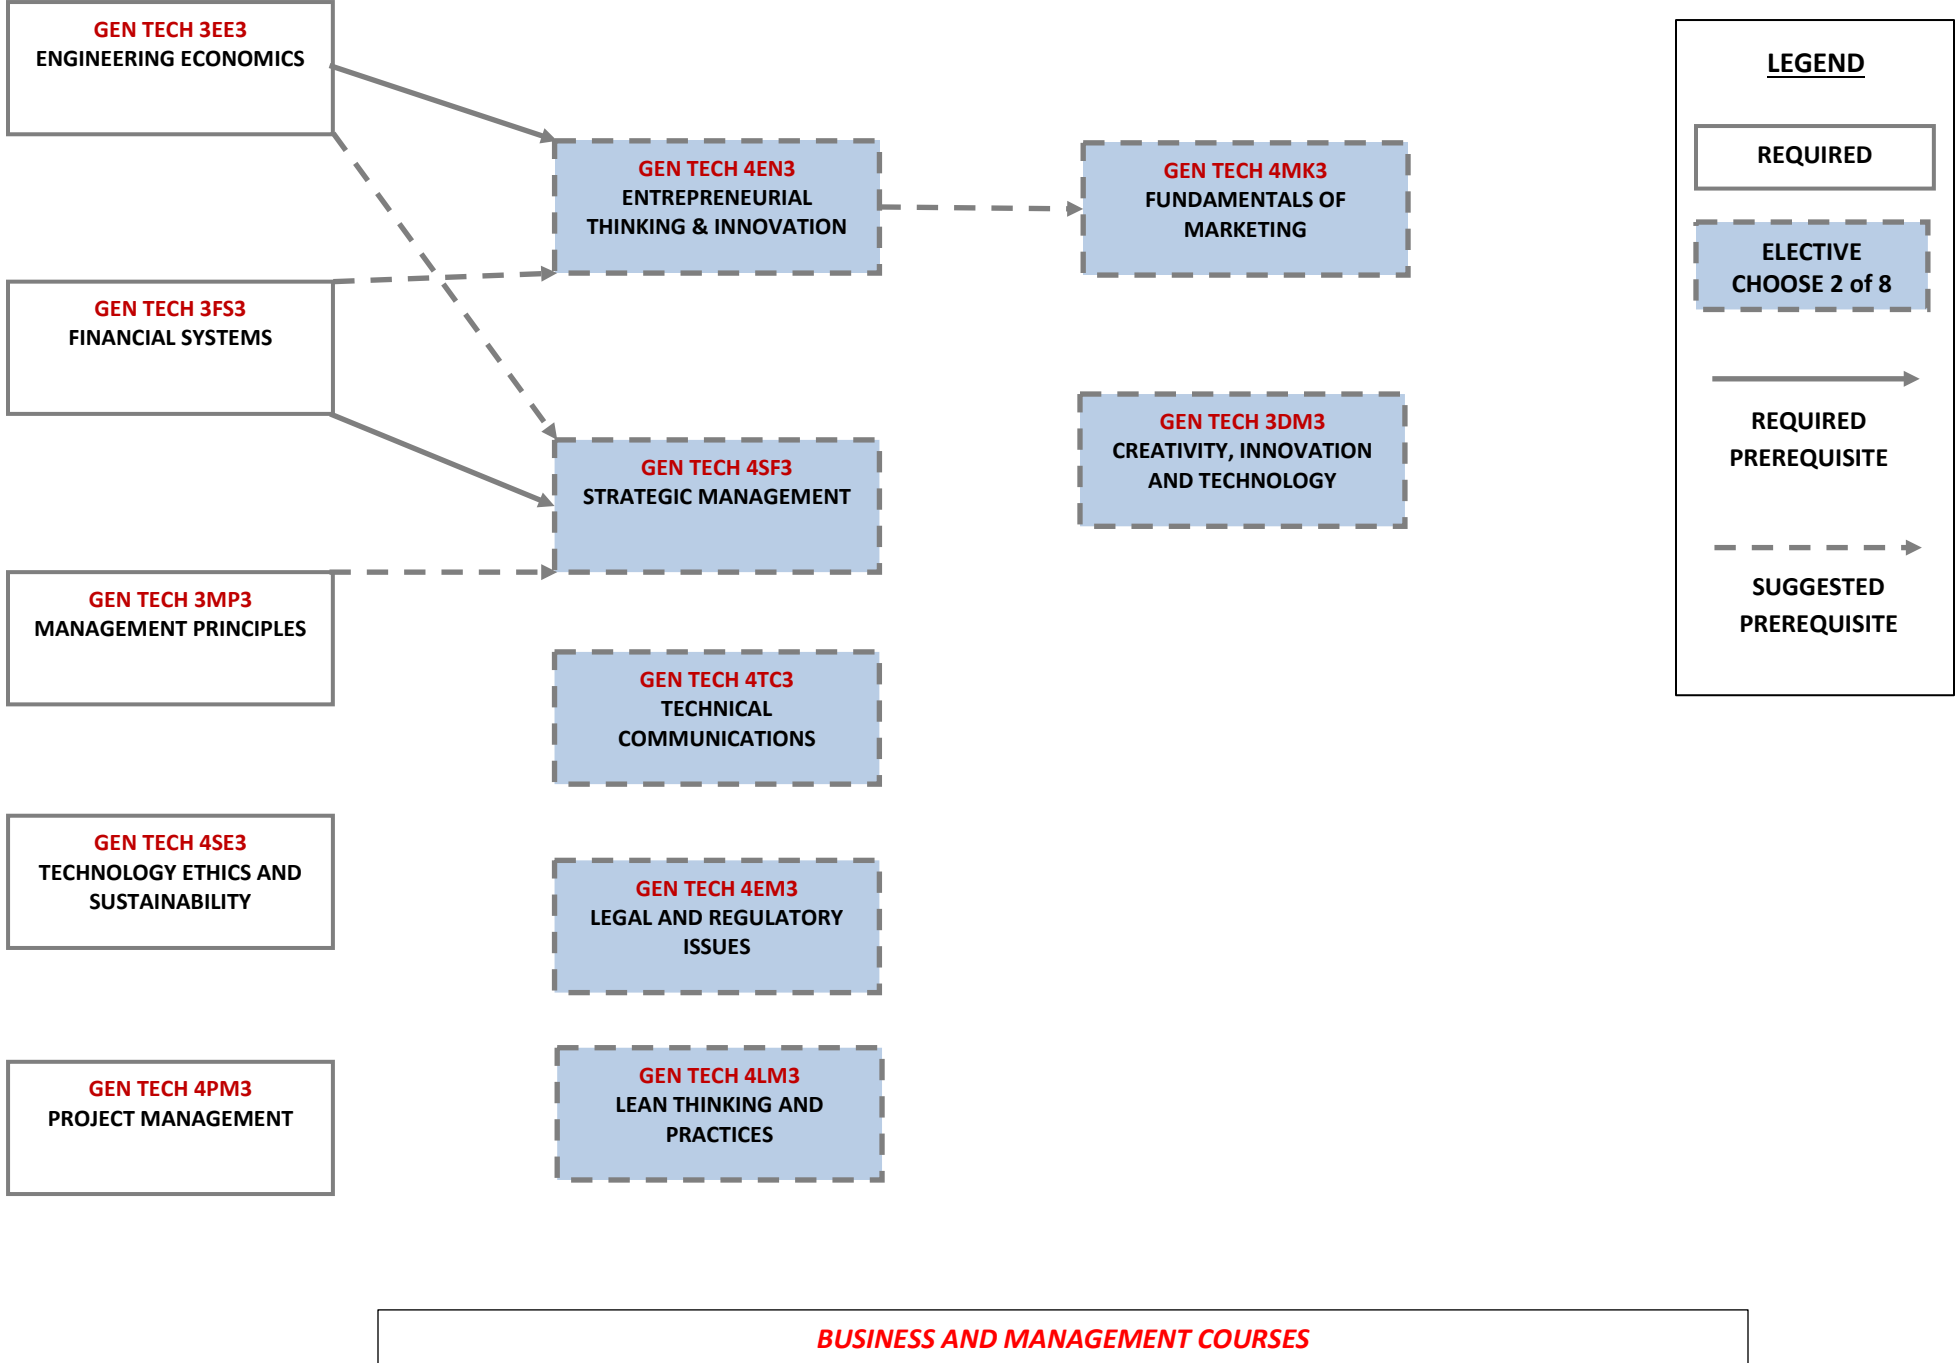 GEN TECH 3EE3
ENGINEERING ECONOMICS
GEN TECH 3FS3
FINANCIAL SYSTEMS
GEN TECH 3MP3
MANAGEMENT PRINCIPLES
GEN TECH 4SE3
TECHNOLOGY ETHICS AND
SUSTAINABILITY
GEN TECH 4PM3
PROJECT MANAGEMENT
GEN TECH 4EN3
ENTREPRENEURIAL
THINKING & INNOVATION
GEN TECH 4SF3
STRATEGIC MANAGEMENT
GEN TECH 4TC3
TECHNICAL
COMMUNICATIONS
GEN TECH 4EM3
LEGAL AND REGULATORY
ISSUES
GEN TECH 4LM3
LEAN THINKING AND
PRACTICES
GEN TECH 4MK3
FUNDAMENTALS OF
MARKETING
GEN TECH 3DM3
CREATIVITY, INNOVATION
AND TECHNOLOGY
LEGEND
REQUIRED
ELECTIVE
CHOOSE 2 of 8
REQUIRED
PREREQUISITE
SUGGESTED
PREREQUISITE
BUSINESS AND MANAGEMENT COURSES